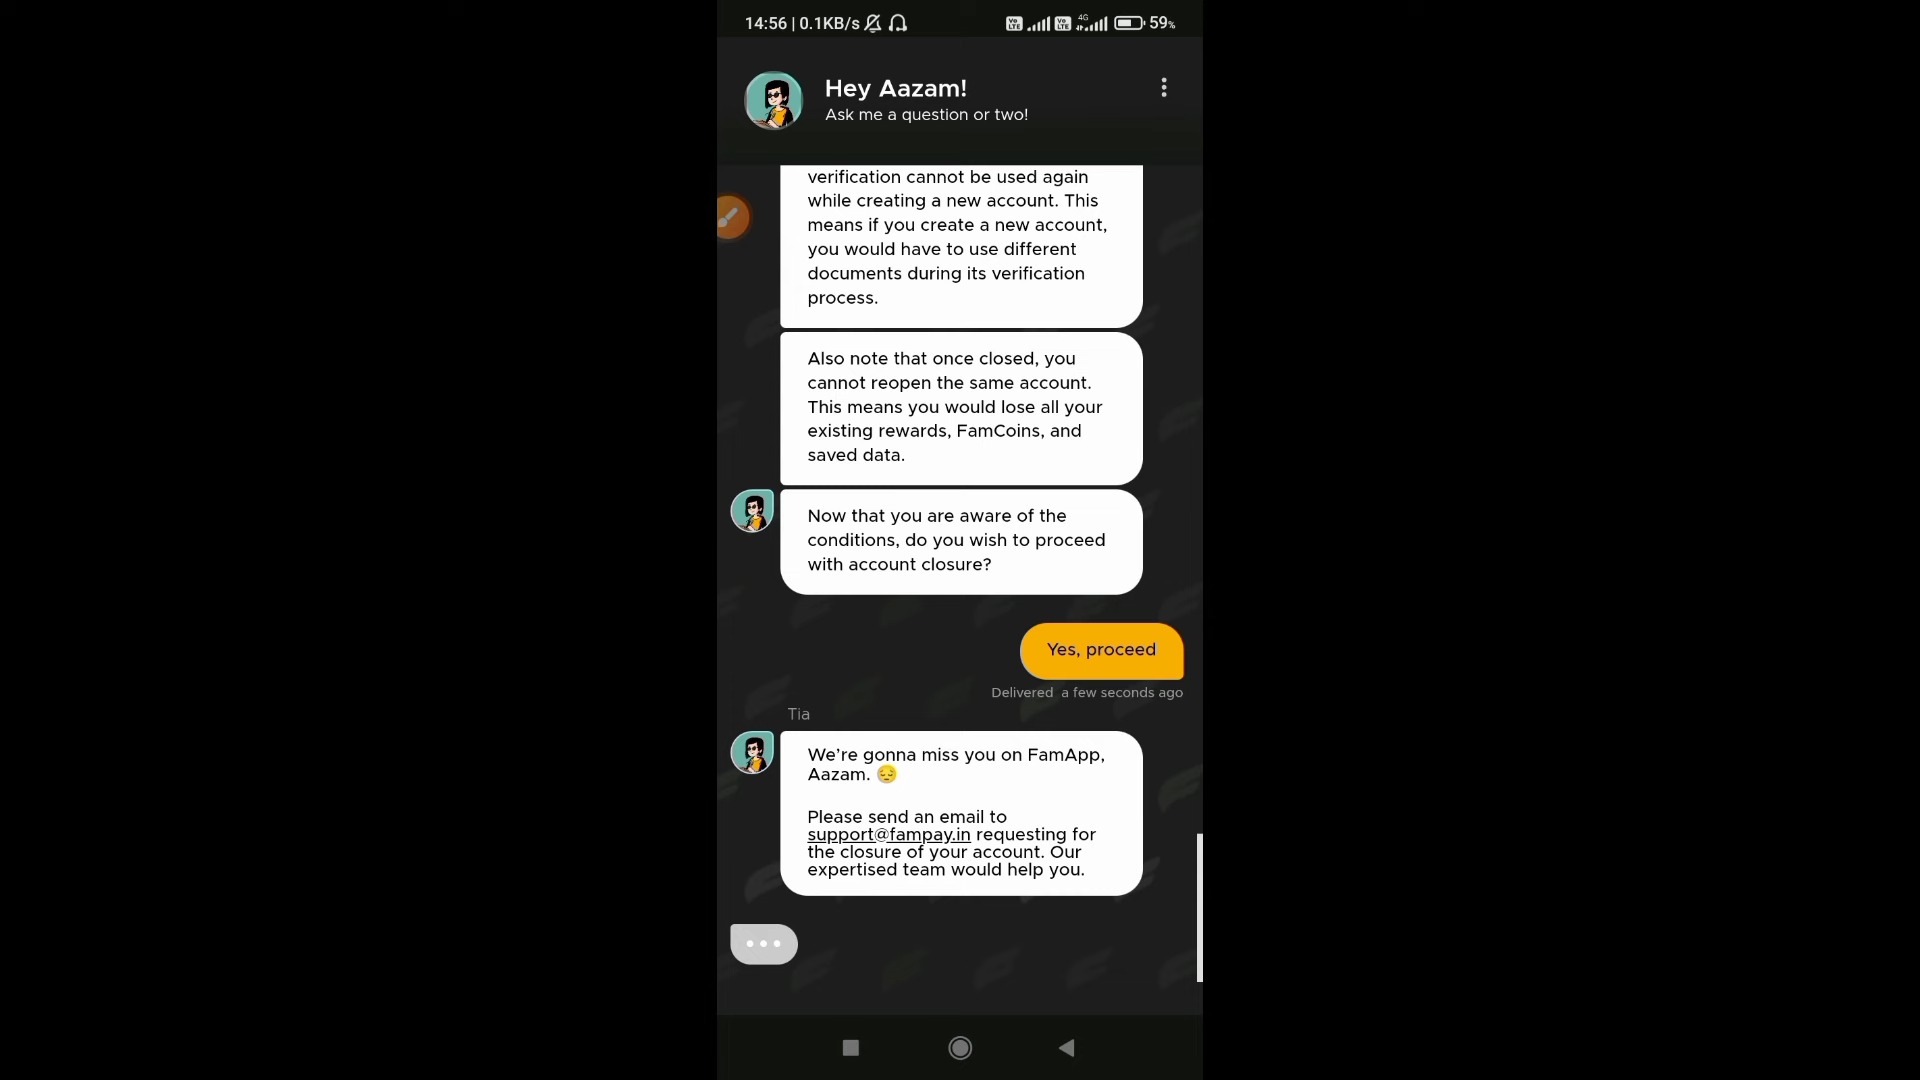 14:56 | 0.1KB/s
4G
59%
Hey Aazam!
Ask me a question or two!
verification cannot be used again
while creating a new account. This
means if you create a new account,
you would have to use different
documents during its verification
process.
Also note that once closed, you
cannot reopen the same account.
This means you would lose all your
existing rewards, FamCoins, and
saved data.
Now that you are aware of the
conditions, do you wish to proceed
with account closure?
Yes, proceed
Delivered a few seconds ago
Tia
We’re gonna miss you on FamApp,
Aazam. 😔
Please send an email to
support@fampay.in requesting for
the closure of your account. Our
expertised team would help you.